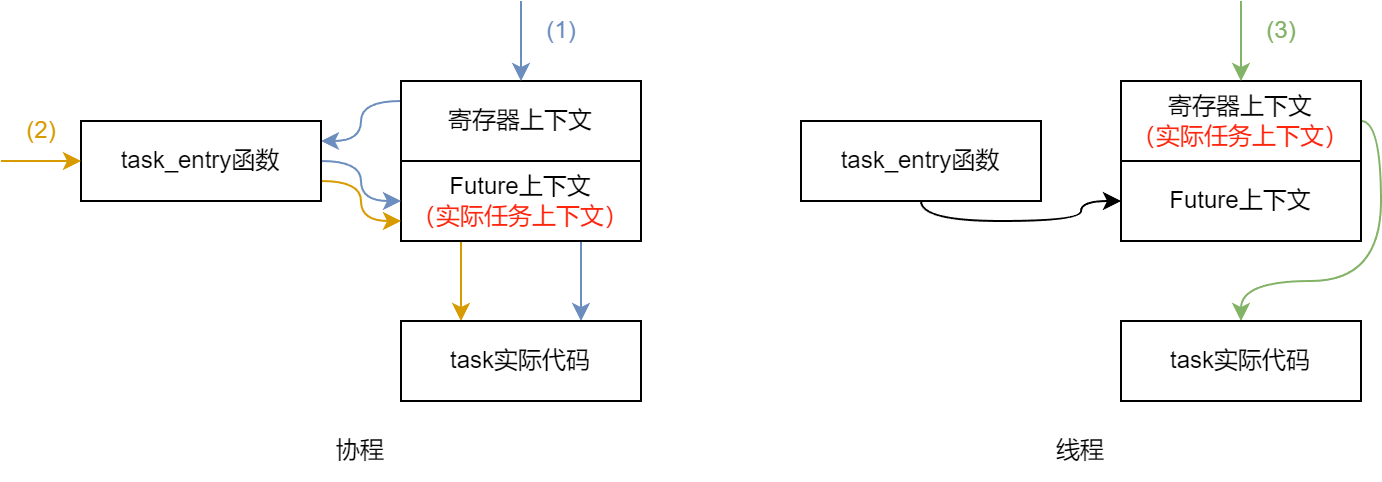 (1)
寄存器上下文
(2)
task_entry函数
Future上下文
（实际任务上下文）
task实际代码
协程
(3)
寄存器上下文
（实际任务上下文）
task_entry函数
Future上下文
task实际代码
线程